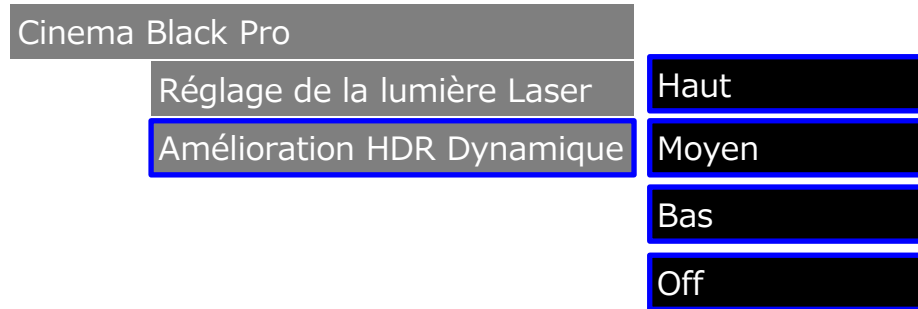 Cinema Black Pro
Réglage de la lumière Laser
Haut
Amélioration HDR Dynamique
Moyen
Bas
Off